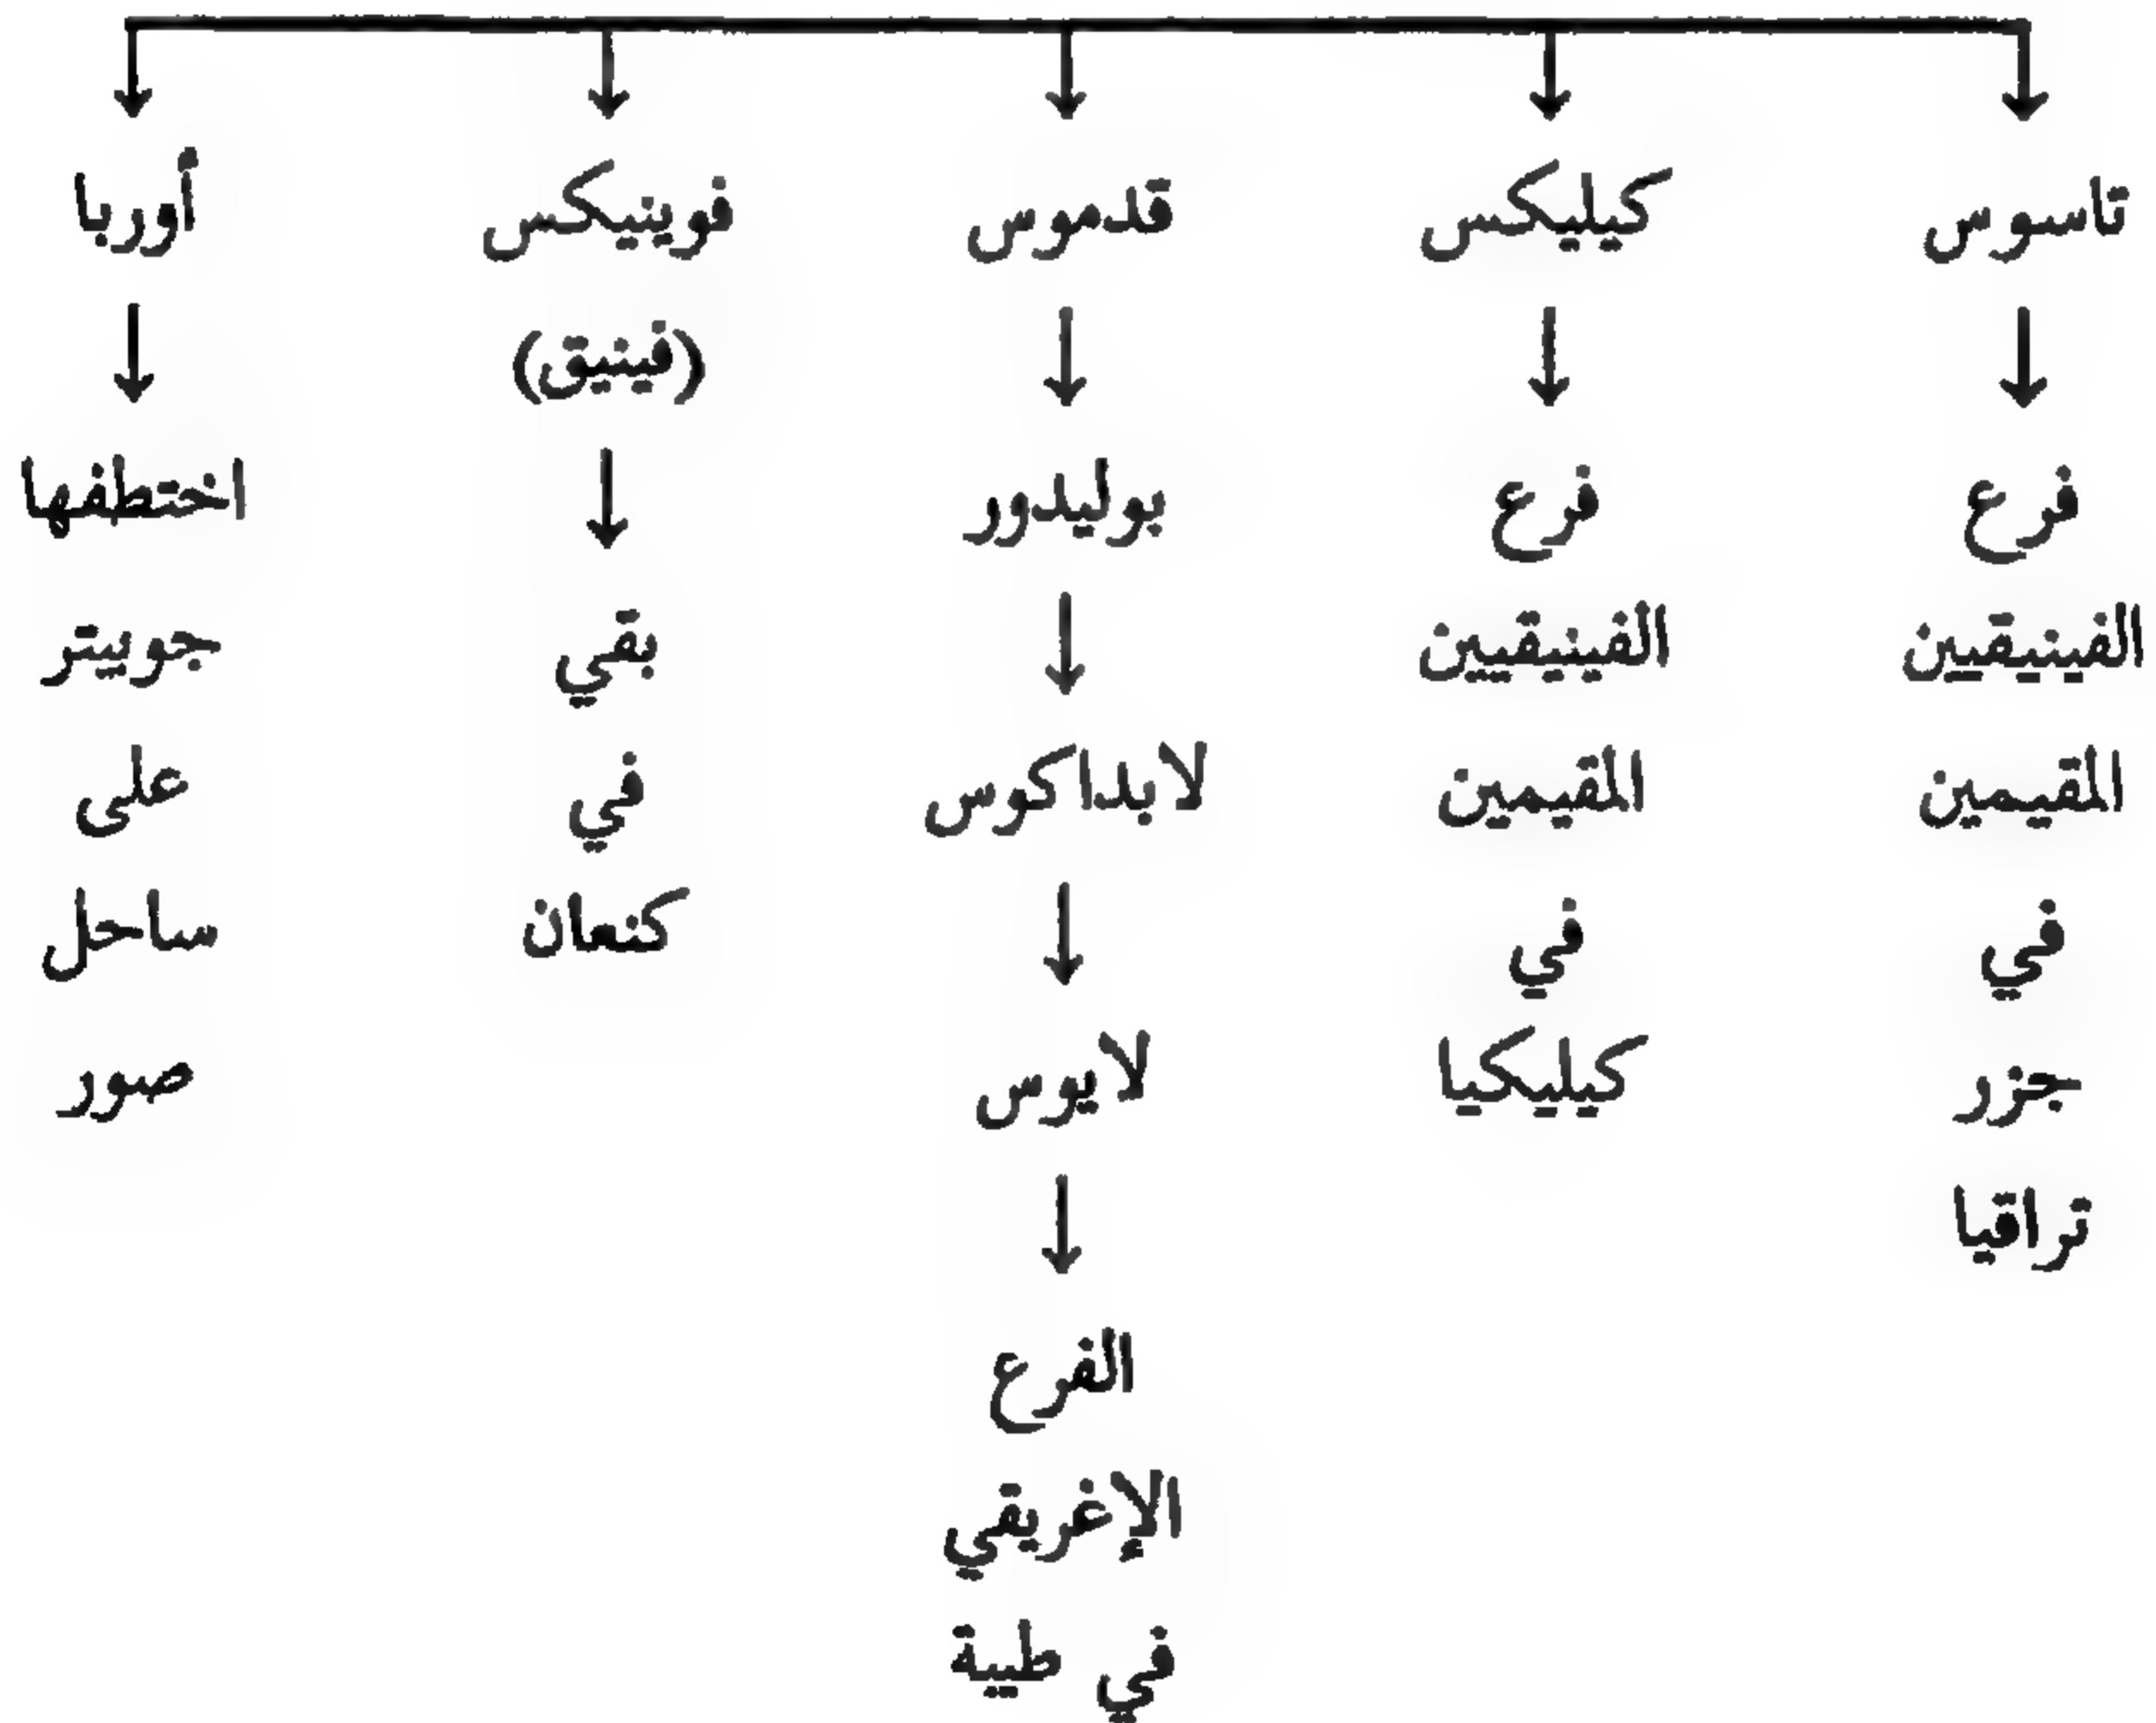 تاسوس
فرع
الفينيقيين
المقيمين
في
جزر
تراقيا
كيليكس
فرع
الفينيقيين
المقيمين
في
كيليكيا
قدموس
بوليدور
لابداكوس
لايوس
الفرع
الإغريقي
في طيبة
فوينيكس
(فينيق)
بقي
في
كنعان
أوربا
اختطفها
جوبيتر
على
ساحل
صور